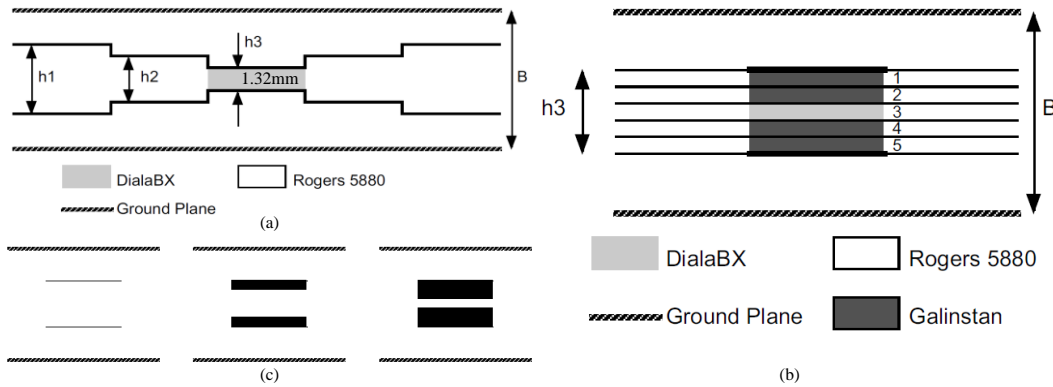 h1
h2
h3
1.32mm
B
DialaBX
Rogers 5880
Ground Plane
(a)
(c)
h3
1
2
3
4
5
B
DialaBX
Rogers 5880
Ground Plane
Galinstan
(b)